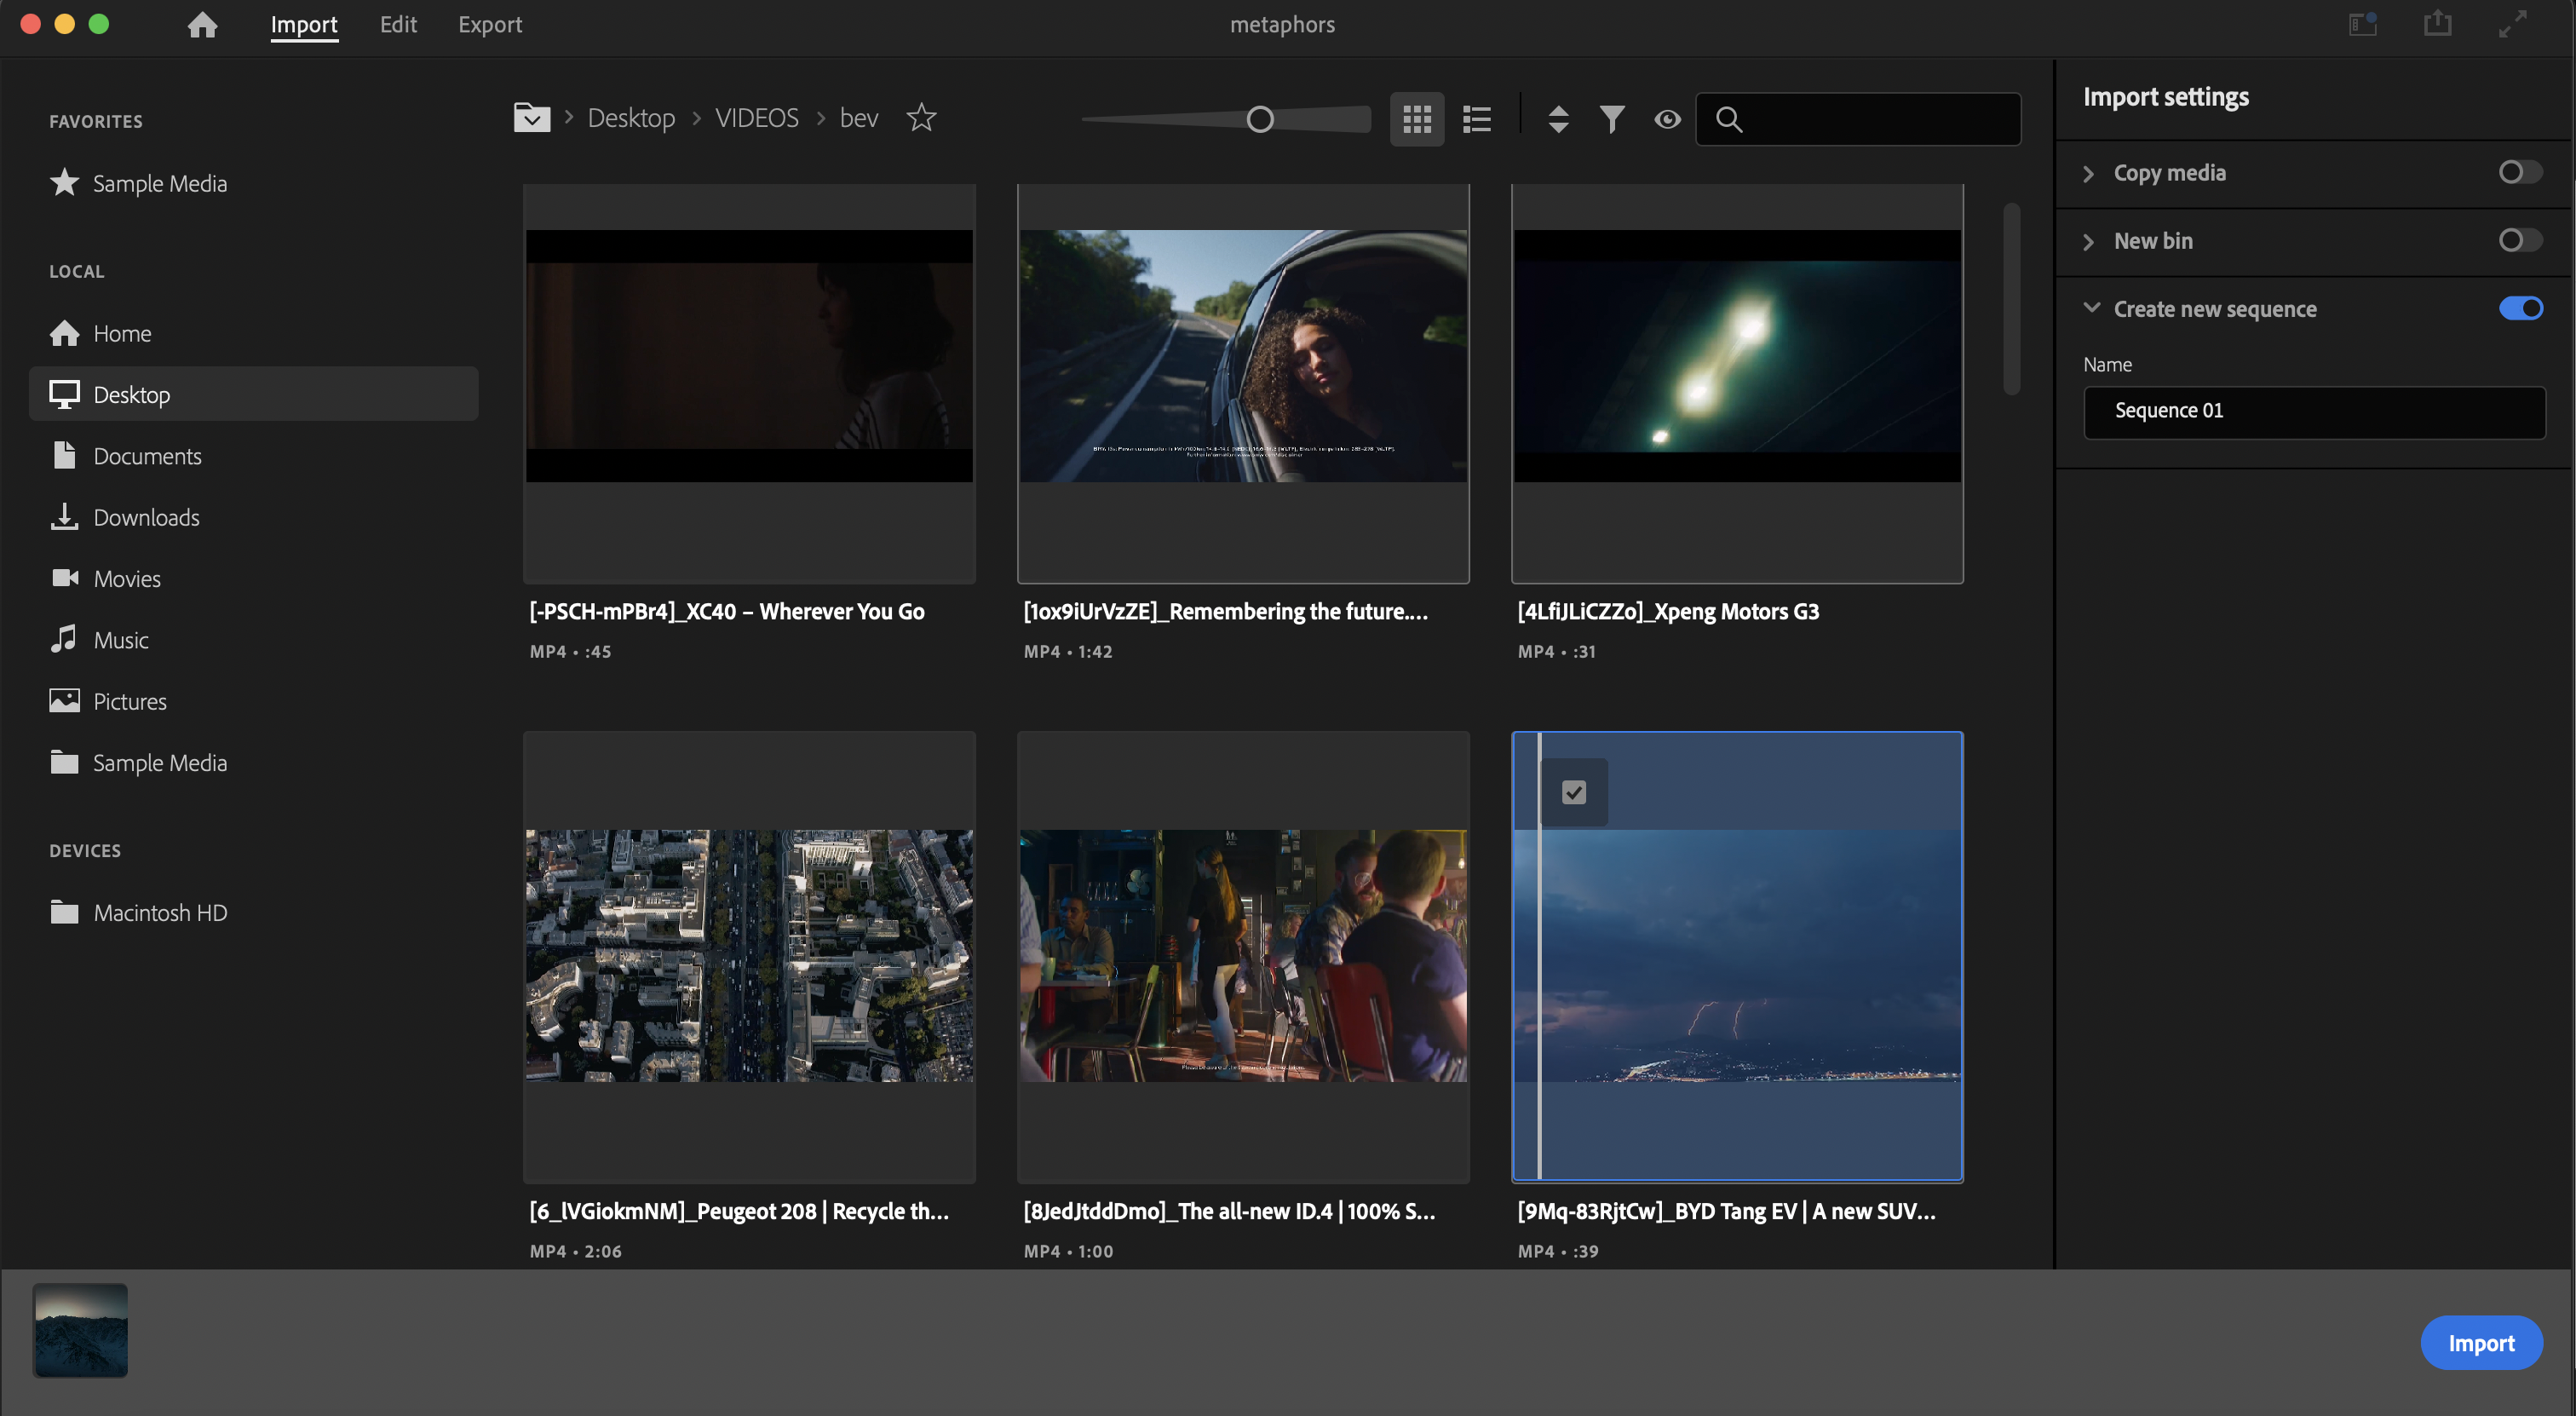 Import Edit Export metaphors
FAVORITES
Sample Media
LOCAL
Home
Desktop
Documents
Downloads
Movies
Music
Pictures
Sample Media
DEVICES
Macintosh HD
Desktop VIDEOS bev
[-PSCH-mPBr4]_XC40 – Wherever You Go
MP4 • :45
[1ox9iUrVzZE]_Remembering the future....
MP4 • 1:42
[4LfiJLiCZZo]_Xpeng Motors G3
MP4 • :31
[6_lVGiokmNM]_Peugeot 208 | Recycle th...
MP4 • 2:06
[8JedJtddDmo]_The all-new ID.4 | 100% S...
MP4 • 1:00
[9Mq-83RjtCw]_BYD Tang EV | A new SUV...
MP4 • :39
Import settings
Copy media
New bin
Create new sequence
Name
Sequence 01
Import